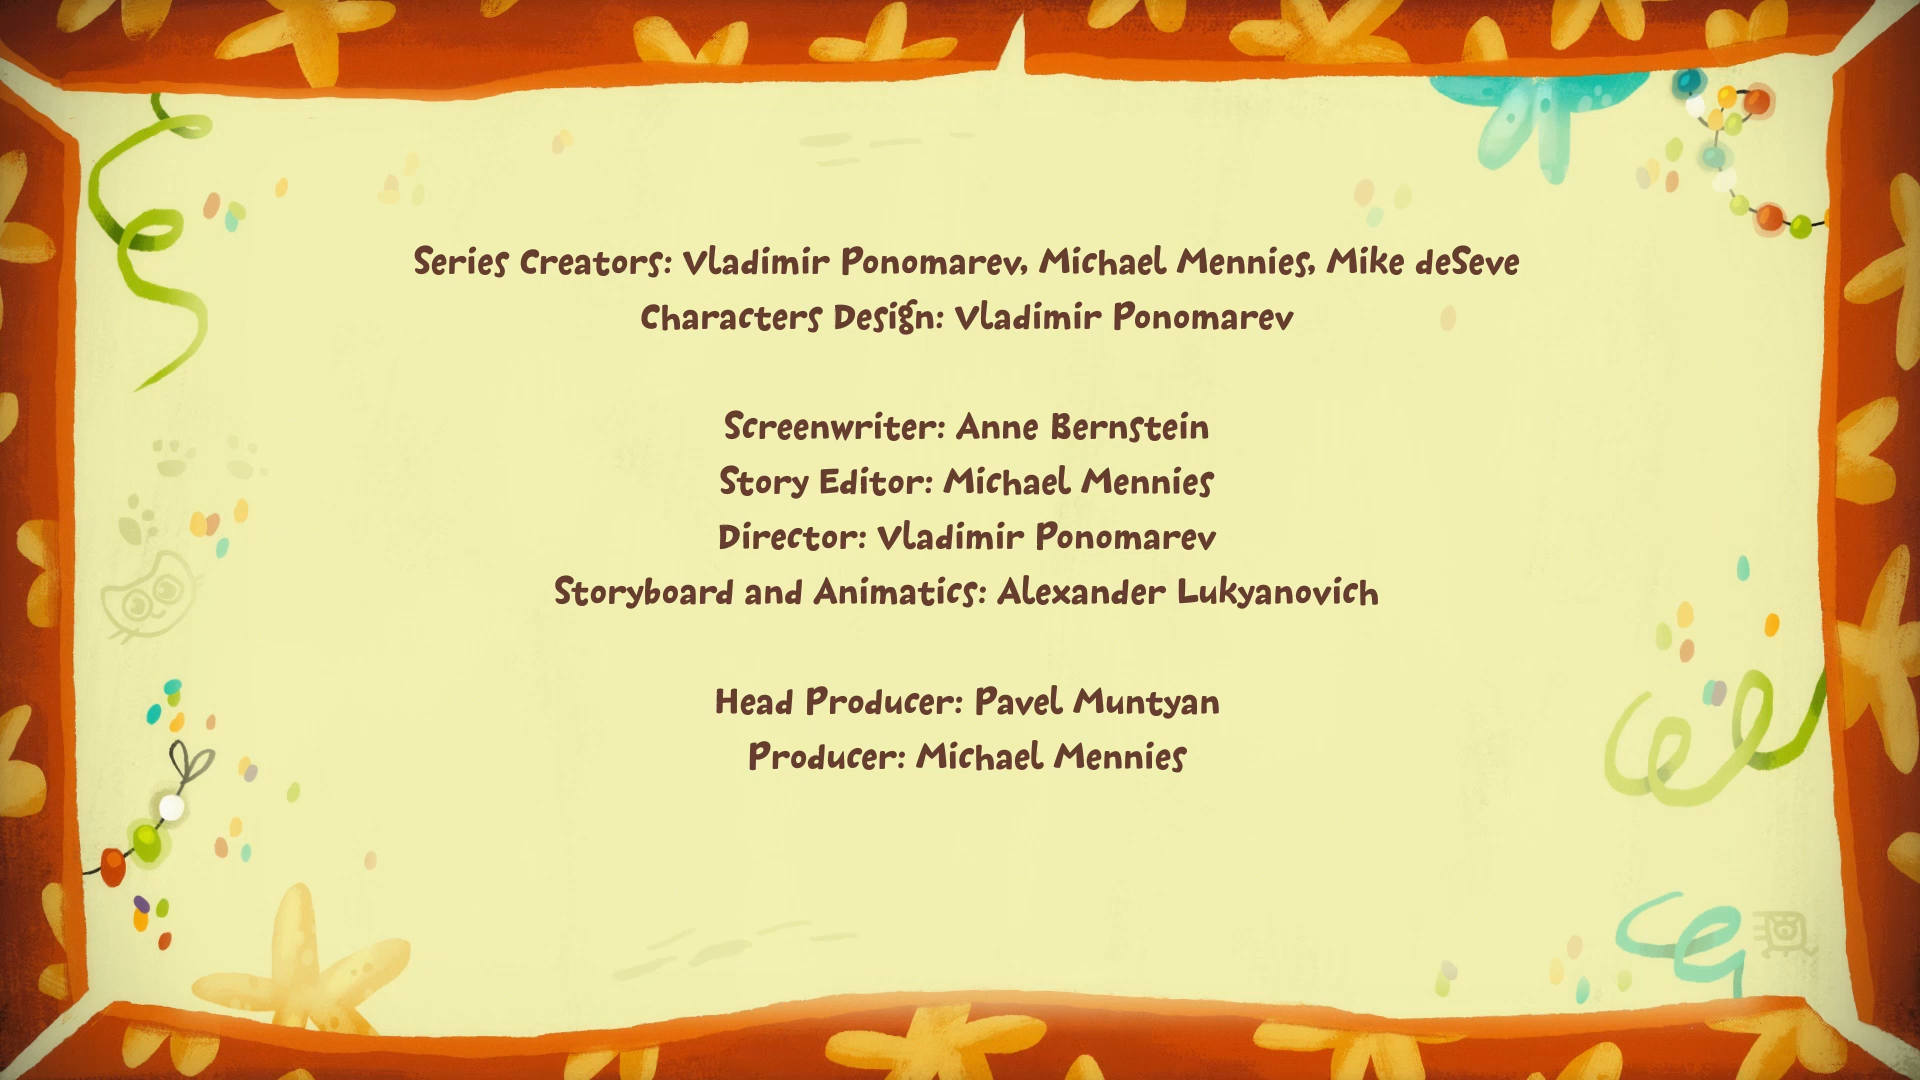 Series Creators: Vladimir Ponomarev, Michael Mennies, Mike deSeve
Characters Design: Vladimir Ponomarev
Screenwriter: Anne Bernstein
Story Editor: Michael Mennies
Director: Vladimir Ponomarev
Storyboard and Animatics: Alexander Lukyanovich
Head Producer: Pavel Muntyan
Producer: Michael Mennies